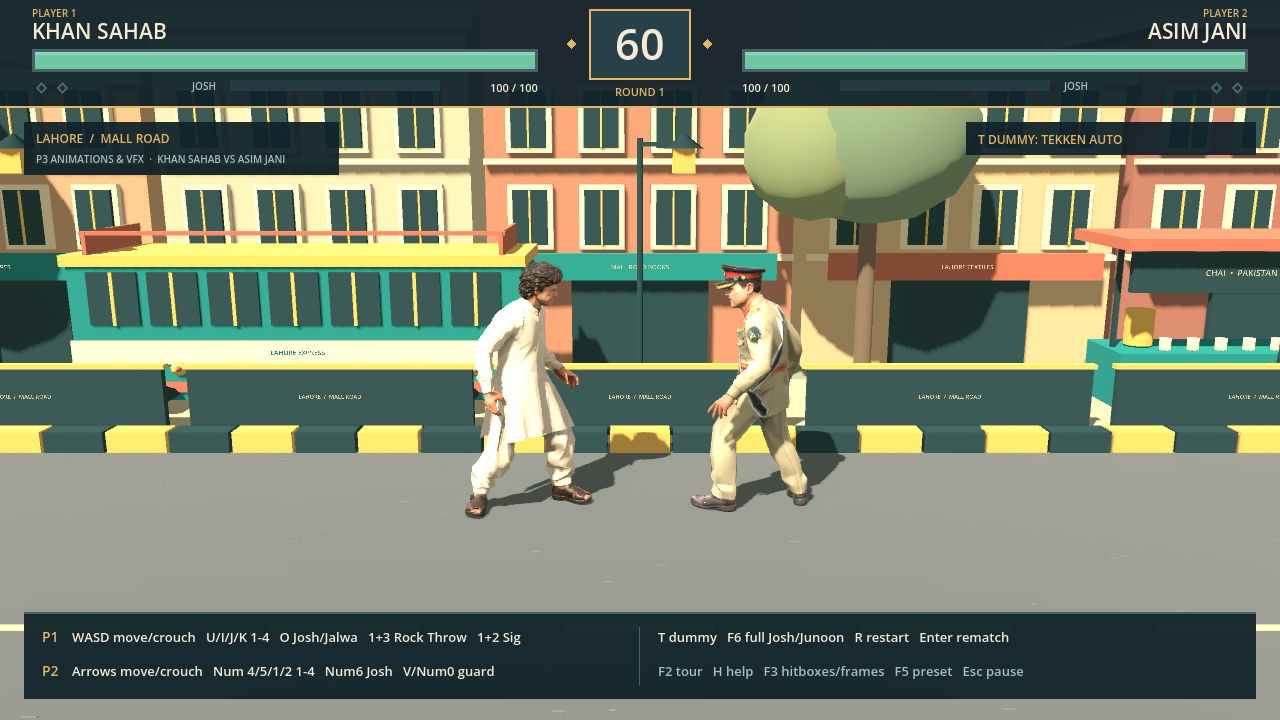 PLAYER 1
KHAN SAHAB
60
PLAYER 2
ASIM JANI
JOSH
100 / 100
ROUND 1
100 / 100
JOSH
LAHORE / MALL ROAD
P3 ANIMATIONS & VFX · KHAN SAHAB VS ASIM JANI
T DUMMY: TEKKEN AUTO
MALL ROAD BOOKS
LAHORE TEXTILES
CHAI • PAKISTAN
LAHORE EXPRESS
LAHORE / MALL ROAD
LAHORE / MALL ROAD
LAHORE / MALL ROAD
P1 WASD move/crouch U/I/J/K 1-4 O Josh/Jalwa 1+3 Rock Throw 1+2 Sig
T dummy F6 full Josh/Junoon R restart Enter rematch
P2 Arrows move/crouch Num 4/5/1/2 1-4 Num6 Josh V/Num0 guard
F2 tour H help F3 hitboxes/frames F5 preset Esc pause